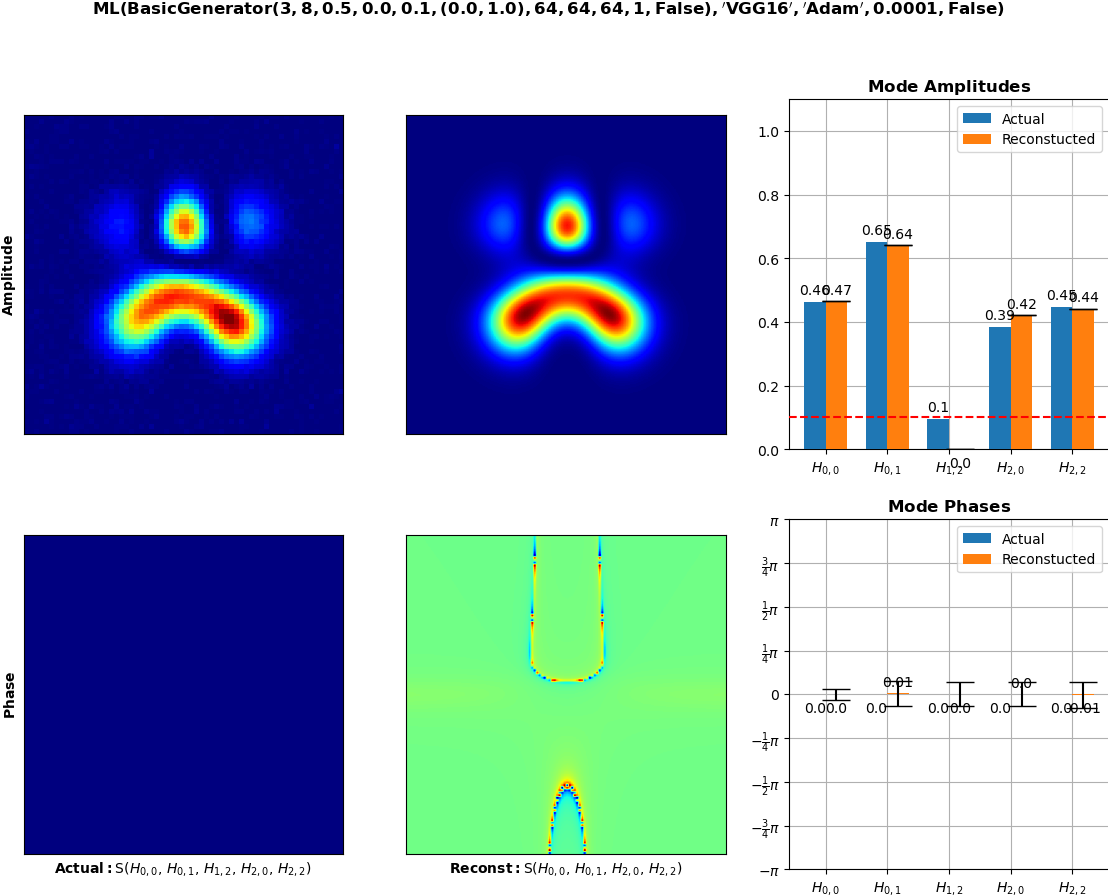 ML(BasicGenerator(3, 8, 0.5, 0.0, 0.1, (0.0, 1.0), 64, 64, 64, 1, False), 'VGG16', 'Adam', 0.0001, False)
Mode Amplitudes
Actual
Reconstucted
1.0
0.8
0.6
0.4
0.2
0.0
0.46
0.47
0.65
0.64
0.1
0.0
0.39
0.42
0.45
0.44
H0,0
H0,1
H1,2
H2,0
H2,2
Amplitude
Mode Phases
Actual
Reconstucted
π
3/4π
1/2π
1/4π
0
−1/4π
−1/2π
−3/4π
−π
0.0
0.0
0.0
0.01
0.0
0.0
0.0
0.0
0.0
0.01
H0,0
H0,1
H1,2
H2,0
H2,2
Phase
Actual: S(H0,0, H0,1, H1,2, H2,0, H2,2)
Reconst: S(H0,0, H0,1, H2,0, H2,2)